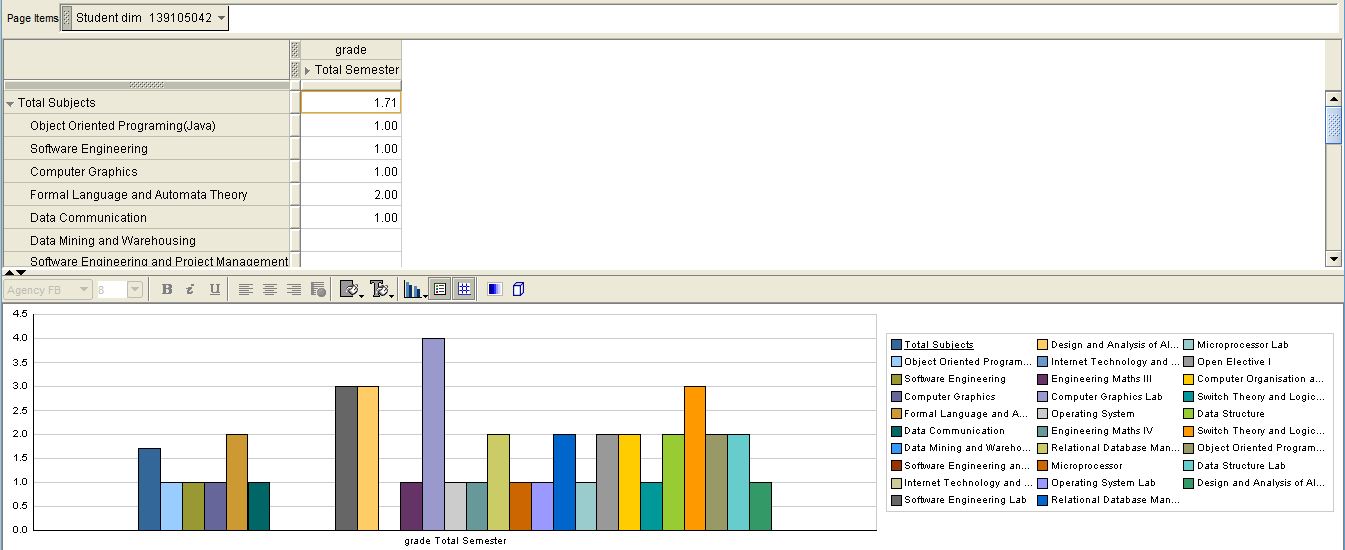 Page Items Student dim 139105042
grade
Total Semester
Total Subjects 1.71
Object Oriented Programing(Java) 1.00
Software Engineering 1.00
Computer Graphics 1.00
Formal Language and Automata Theory 2.00
Data Communication 1.00
Data Mining and Warehousing
Software Engineering and Project Management
Agency FB 8 B i U
4.5
4.0
3.5
3.0
2.5
2.0
1.5
1.0
0.5
0.0
grade Total Semester
Total Subjects Design and Analysis of Al... Microprocessor Lab
Object Oriented Program... Internet Technology and ... Open Elective I
Software Engineering Engineering Maths III Computer Organisation a...
Computer Graphics Computer Graphics Lab Switch Theory and Logic...
Formal Language and A... Operating System Data Structure
Data Communication Engineering Maths IV Switch Theory and Logic...
Data Mining and Wareho... Relational Database Man... Object Oriented Program...
Software Engineering an... Microprocessor Data Structure Lab
Internet Technology and ... Operating System Lab Design and Analysis of Al...
Software Engineering Lab Relational Database Man...